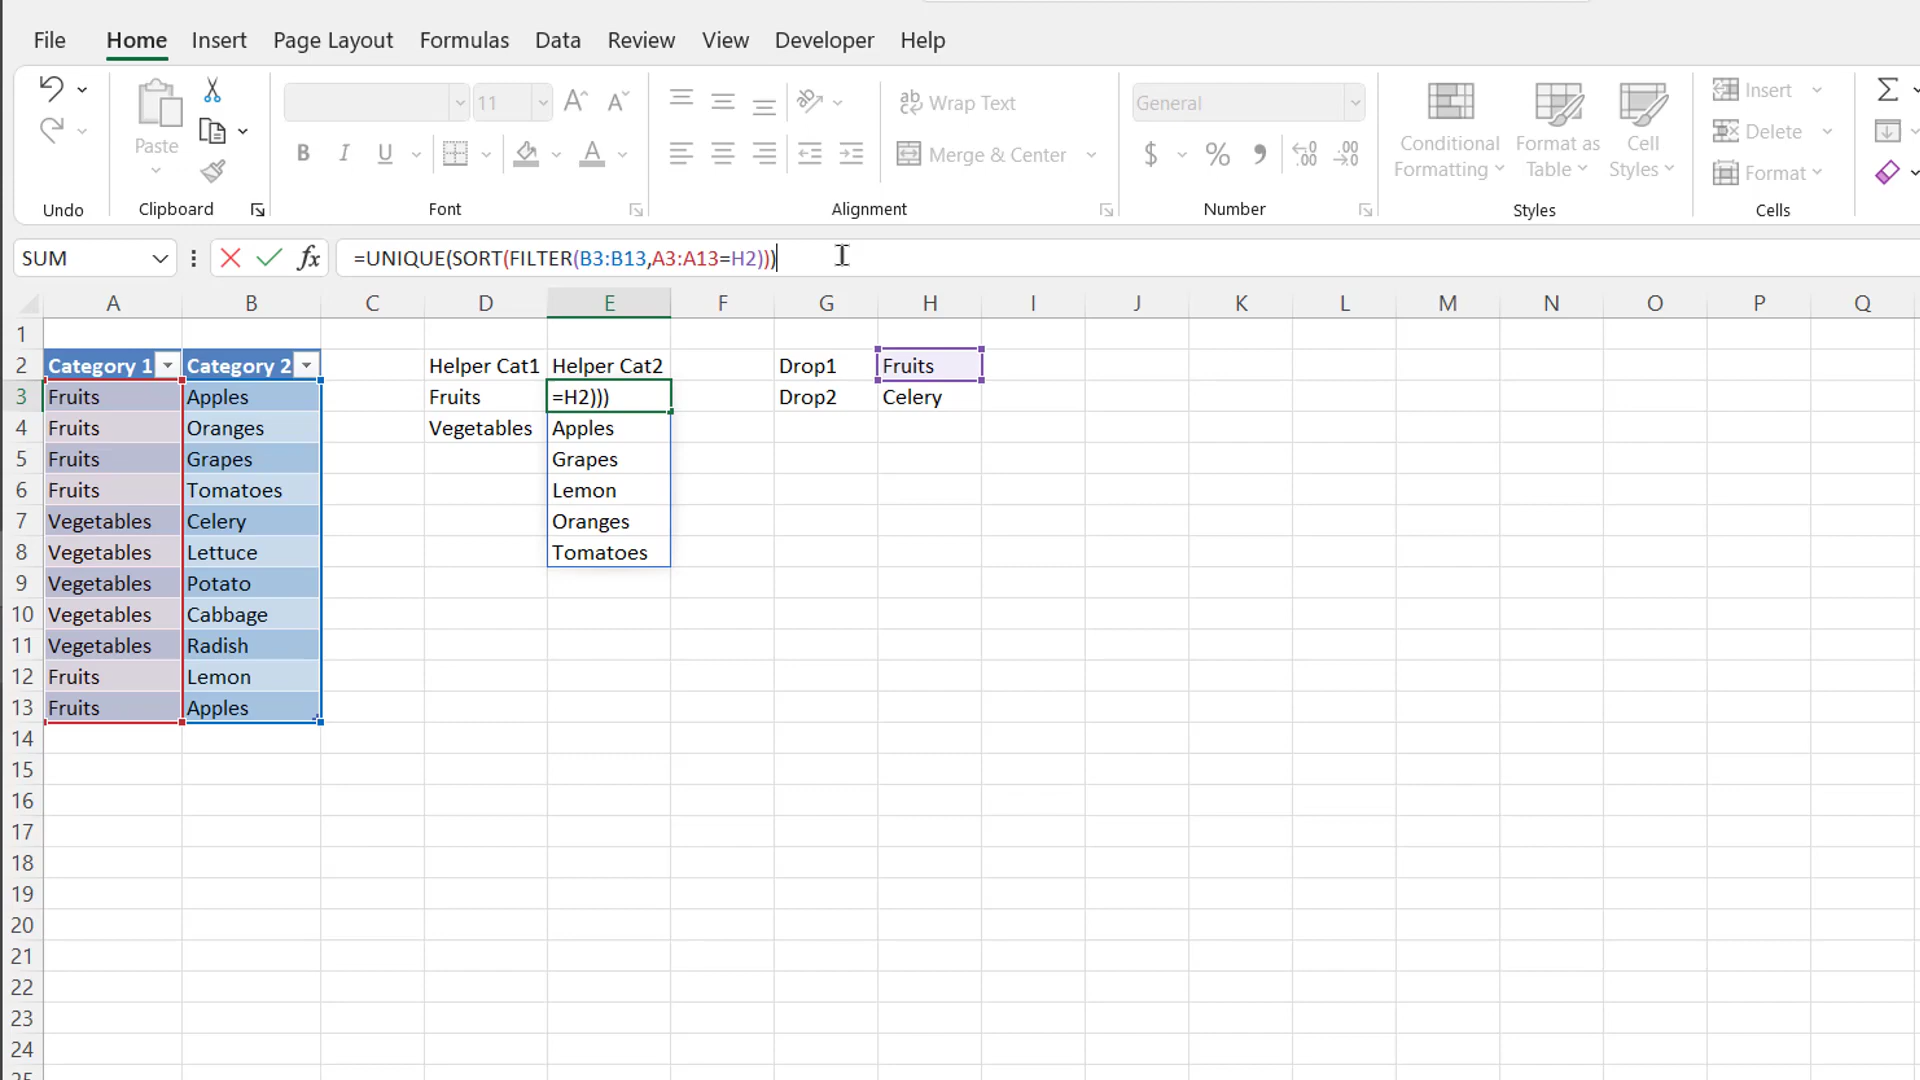 File Home Insert Page Layout Formulas Data Review View Developer Help
11 A A ab Wrap Text General Insert
Paste Conditional Format as Cell Delete
B I U A Merge & Center $ % 9 .00 .00 Formatting Table Styles Format
Undo Clipboard Font Alignment Number Styles Cells
SUM fx =UNIQUE(SORT(FILTER(B3:B13,A3:A13=H2)))
A B C D E F G H I J K L M N O P Q
1
2 Category 1 Category 2 Helper Cat1 Helper Cat2 Drop1 Fruits
3 Fruits Apples Fruits =H2))) Drop2 Celery
4 Fruits Oranges Vegetables Apples
5 Fruits Grapes Grapes
6 Fruits Tomatoes Lemon
7 Vegetables Celery Oranges
8 Vegetables Lettuce Tomatoes
9 Vegetables Potato
10 Vegetables Cabbage
11 Vegetables Radish
12 Fruits Lemon
13 Fruits Apples
14
15
16
17
18
19
20
21
22
23
24